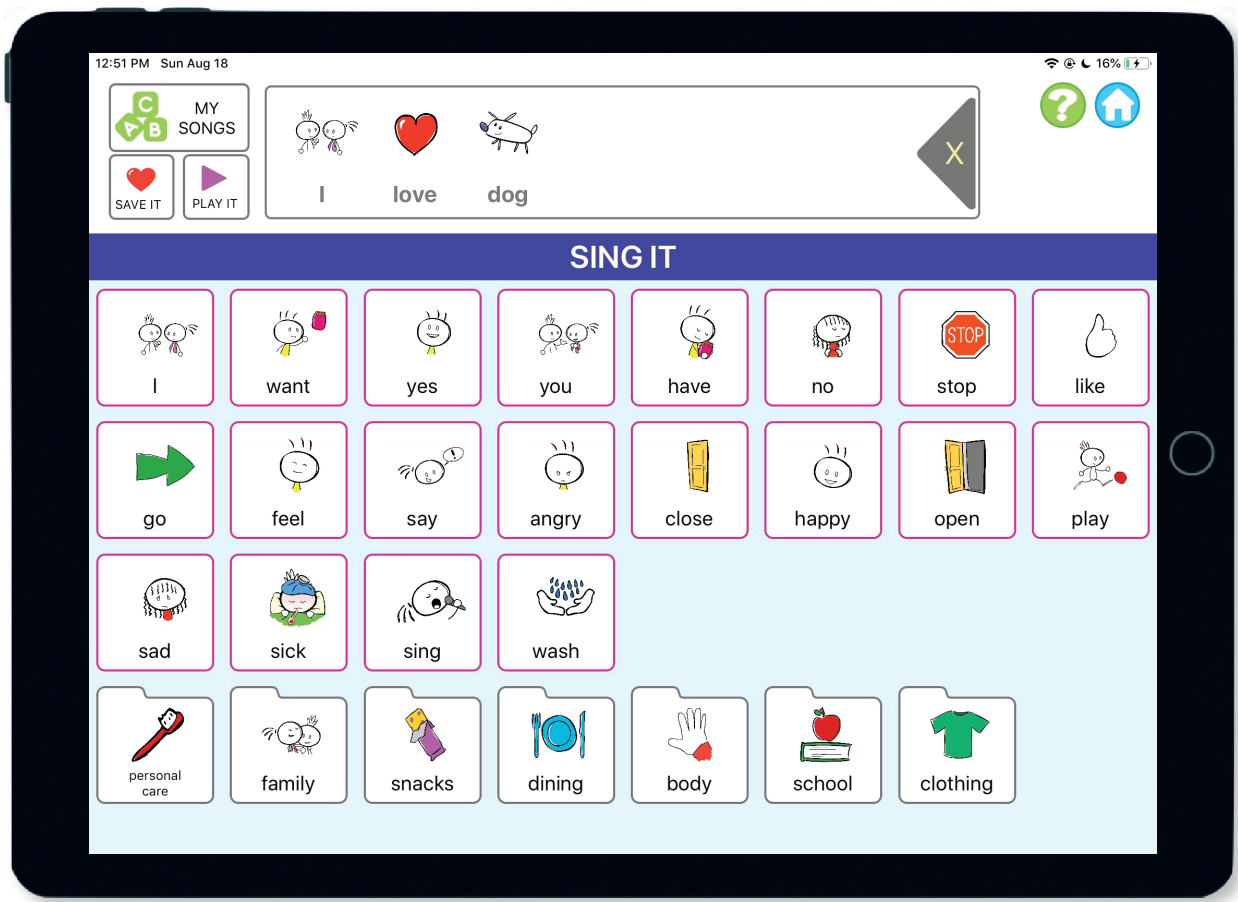 12:51 PM Sun Aug 18
16%
C
A B
MY
SONGS
SAVE IT
PLAY IT
I love dog
X
?
SING IT
STOP
I want yes you have no stop like
!
go feel say angry close happy open play
sad sick sing wash
personal
care
family snacks dining body school clothing